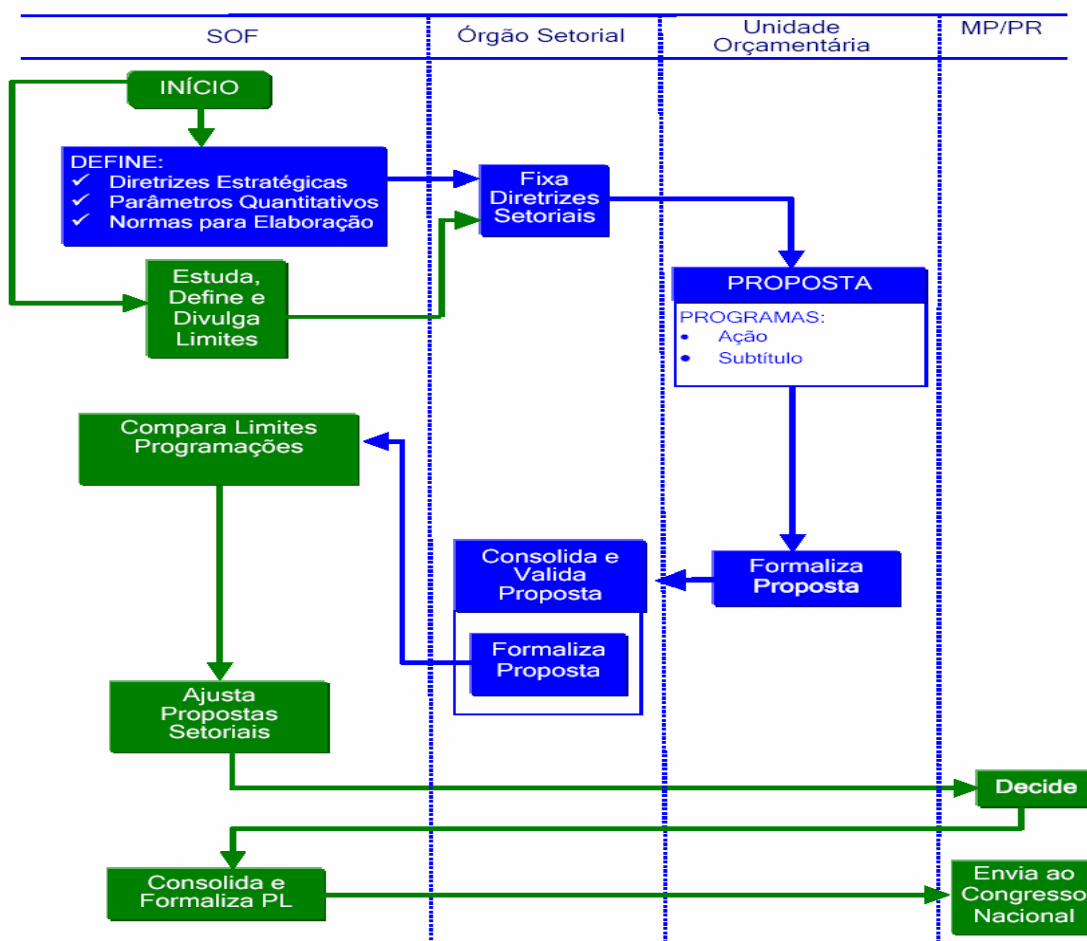 SOF
Órgão Setorial
Unidade
Orçamentária
MP/PR
INÍCIO
DEFINE:
✓ Diretrizes Estratégicas
✓ Parâmetros Quantitativos
✓ Normas para Elaboração
Fixa
Diretrizes
Setoriais
Estuda,
Define e
Divulga
Limites
PROPOSTA
PROGRAMAS:
• Ação
• Subtítulo
Compara Limites
Programações
Consolida e
Valida
Proposta
Formaliza
Proposta
Formaliza
Proposta
Ajusta
Propostas
Setoriais
Decide
Consolida e
Formaliza PL
Envia ao
Congresso
Nacional